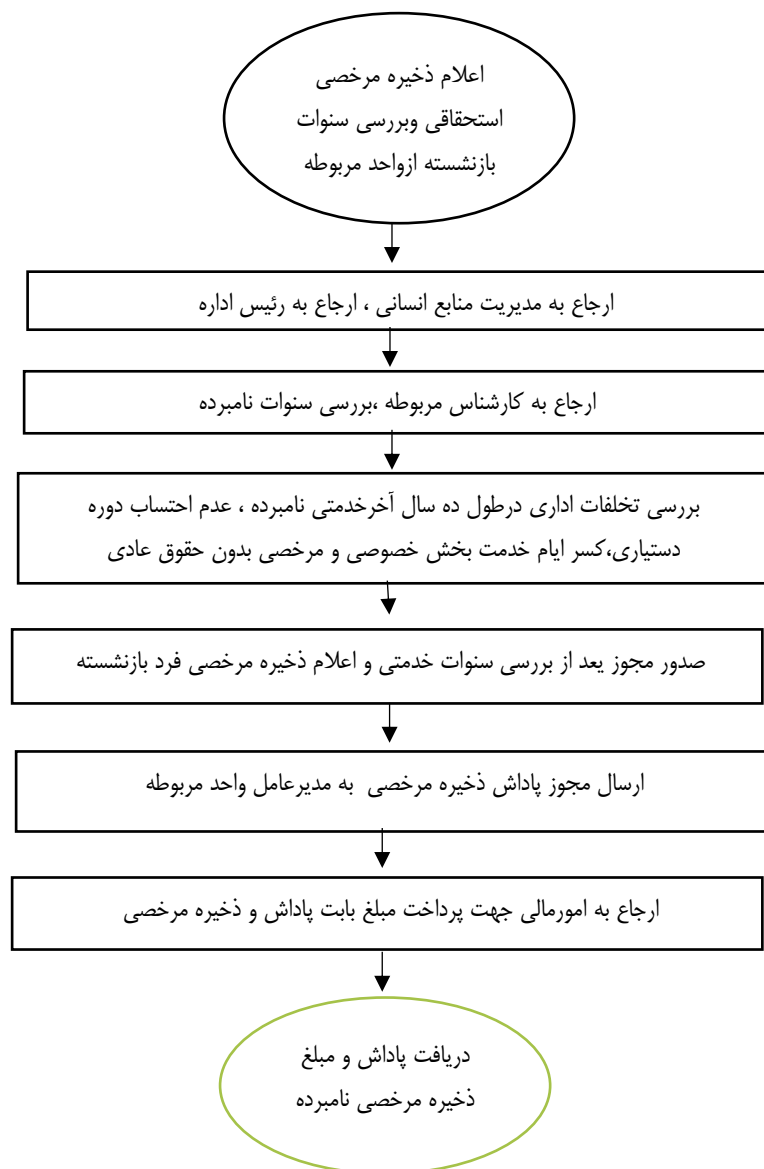 اعلام ذخیره مرخصی
استحقاقی وبررسی سنوات
بازنشسته ازواحد مربوطه
ارجاع به مدیریت منابع انسانی ، ارجاع به رئیس اداره
ارجاع به کارشناس مربوطه ،بررسی سنوات نامبرده
بررسی تخلفات اداری درطول ده سال آخرخدمتی نامبرده ، عدم احتساب دوره
دستیاری،کسر ایام خدمت بخش خصوصی و مرخصی بدون حقوق عادی
صدور مجوز یعد از بررسی سنوات خدمتی و اعلام ذخیره مرخصی فرد بازنشسته
ارسال مجوز پاداش ذخیره مرخصی به مدیرعامل واحد مربوطه
ارجاع به امورمالی جهت پرداخت مبلغ بابت پاداش و ذخیره مرخصی
دریافت پاداش و مبلغ
ذخیره مرخصی نامبرده